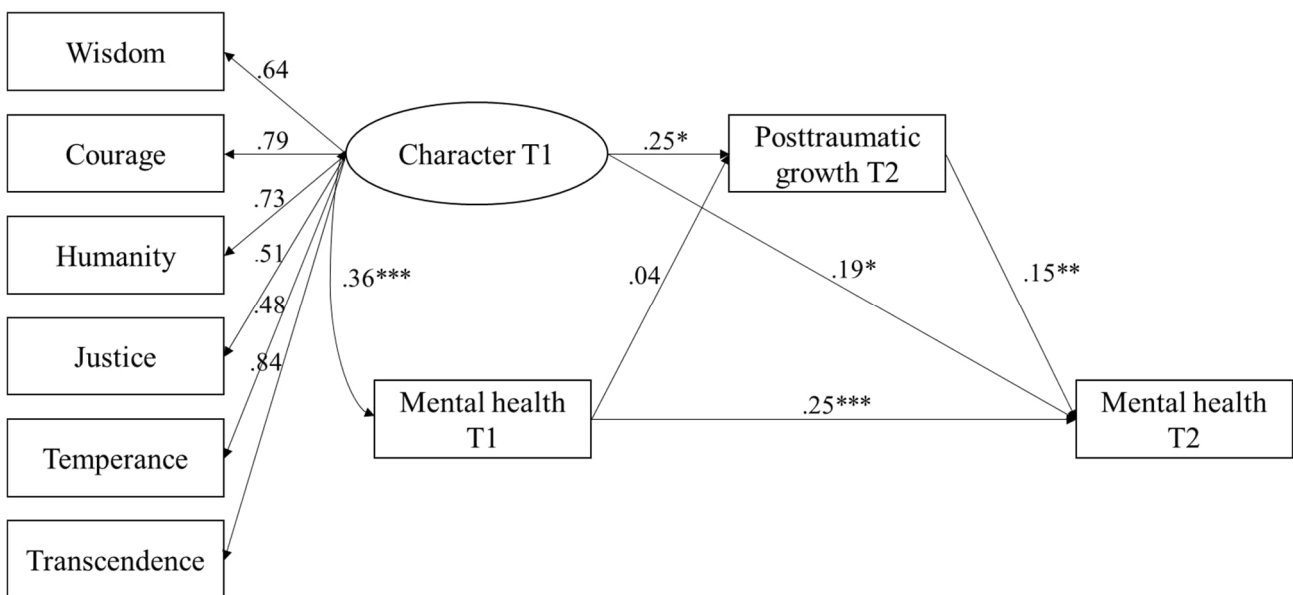 Wisdom
.64
Courage
.79
Character T1
.25*
Posttraumatic
growth T2
.73
Humanity
.51
.36***
.04
.19*
.15**
.48
Justice
.84
Mental health
T1
.25***
Mental health
T2
Temperance
Transcendence